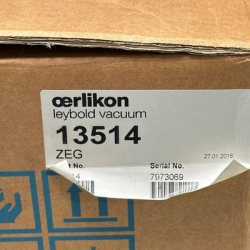 œrlikon
leybold vacuum
13514
ZEG
t No Serial No. 27.01.2015
14 7973069